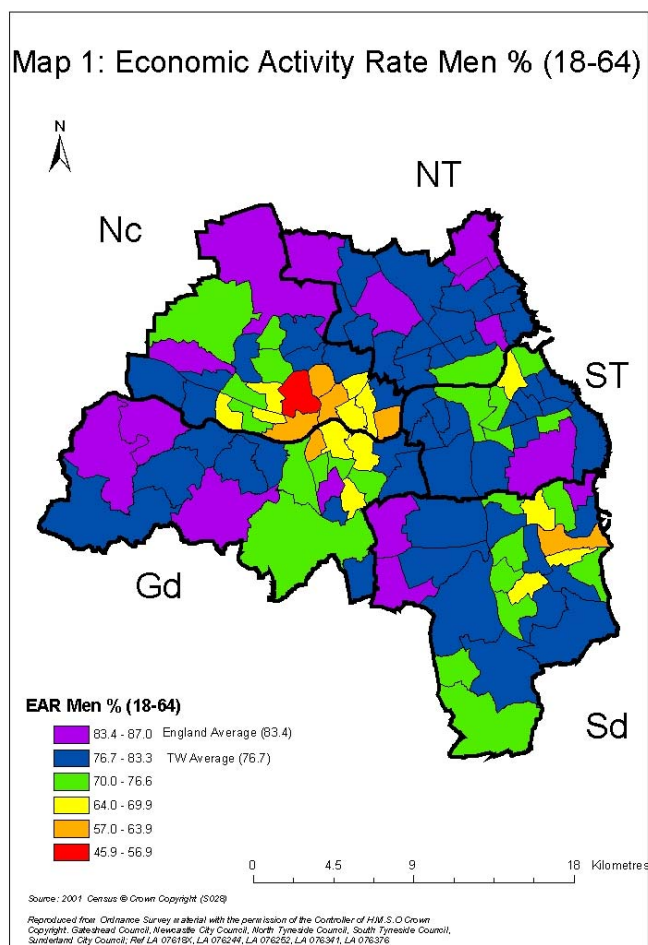 Map 1: Economic Activity Rate Men % (18-64)
N
NT
Nc
ST
Gd
Sd
EAR Men % (18-64)
83.4 - 87.0 England Average (83.4)
76.7 - 83.3 TW Average (76.7)
70.0 - 76.6
64.0 - 69.9
57.0 - 63.9
45.9 - 56.9
0 4.5 9 18 Kilometres
Source: 2001 Census © Crown Copyright (S028)
Reproduced from Ordnance Survey material with the permission of the Controller of H.M.S.O Crown
Copyright. Gateshead Council, Newcastle City Council, North Tyneside Council, South Tyneside Council,
Sunderland City Council; Ref LA 07618X, LA 076244, LA 076252, LA 076341, LA 076376